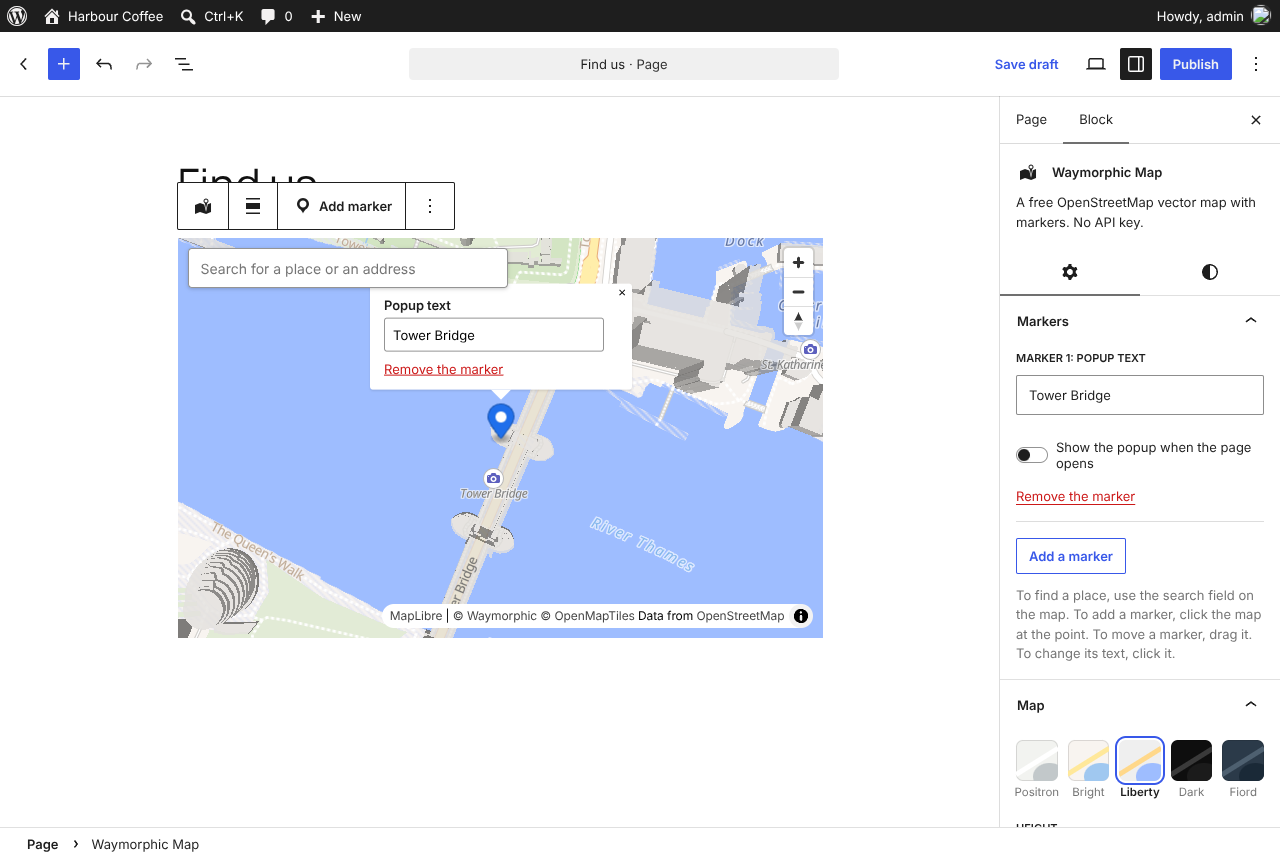 Harbour Coffee
Ctrl+K
0
New
Howdy, admin
Find us · Page
Save draft
Publish
Find us
Add marker
Search for a place or an address
Popup text
Tower Bridge
Remove the marker
Dock
Tower Bridge
River Thames
The Queen's Walk
MapLibre | © Waymorphic © OpenMapTiles Data from OpenStreetMap
Page
Block
Waymorphic Map
A free OpenStreetMap vector map with
markers. No API key.
Markers
MARKER 1: POPUP TEXT
Tower Bridge
Show the popup when the page
opens
Remove the marker
Add a marker
To find a place, use the search field on
the map. To add a marker, click the map
at the point. To move a marker, drag it.
To change its text, click it.
Map
Positron
Bright
Liberty
Dark
Fiord
HEIGHT
Page › Waymorphic Map